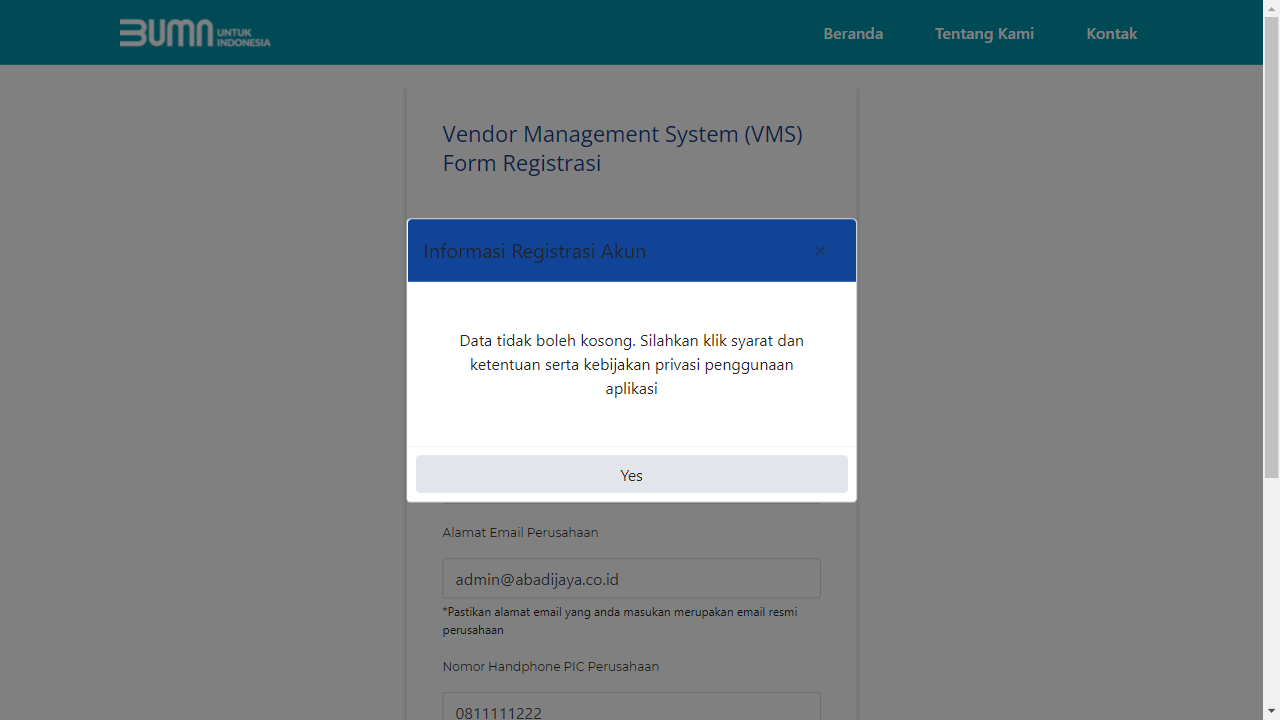 BUMN UNTUK
INDONESIA
Beranda
Tentang Kami
Kontak
Vendor Management System (VMS)
Form Registrasi
Informasi Registrasi Akun
×
Data tidak boleh kosong. Silahkan klik syarat dan
ketentuan serta kebijakan privasi penggunaan
aplikasi
Yes
Alamat Email Perusahaan
admin@abadijaya.co.id
*Pastikan alamat email yang anda masukan merupakan email resmi
perusahaan
Nomor Handphone PIC Perusahaan
0811111222